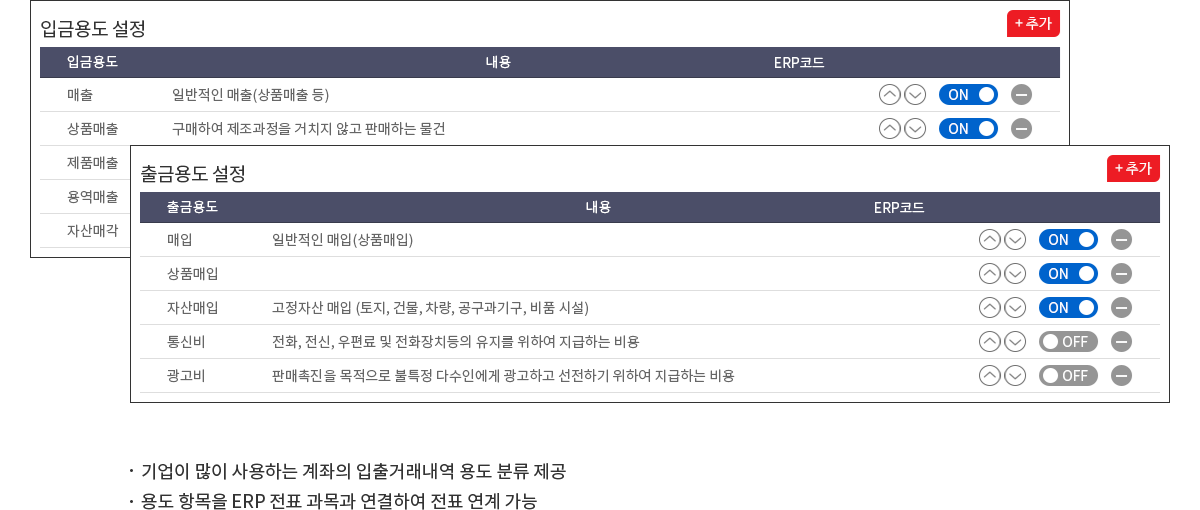 입금용도 설정
+ 추가
입금용도 내용 ERP코드
매출 일반적인 매출(상품매출 등) ON
상품매출 구매하여 제조과정을 거치지 않고 판매하는 물건 ON
제품매출
용역매출
자산매각
출금용도 설정
+ 추가
출금용도 내용 ERP코드
매입 일반적인 매입(상품매입) ON
상품매입 ON
자산매입 고정자산 매입 (토지, 건물, 차량, 공구과기구, 비품 시설) ON
통신비 전화, 전신, 우편료 및 전화장치등의 유지를 위하여 지급하는 비용 OFF
광고비 판매촉진을 목적으로 불특정 다수인에게 광고하고 선전하기 위하여 지급하는 비용 OFF
· 기업이 많이 사용하는 계좌의 입출거래내역 용도 분류 제공
· 용도 항목을 ERP 전표 과목과 연결하여 전표 연계 가능